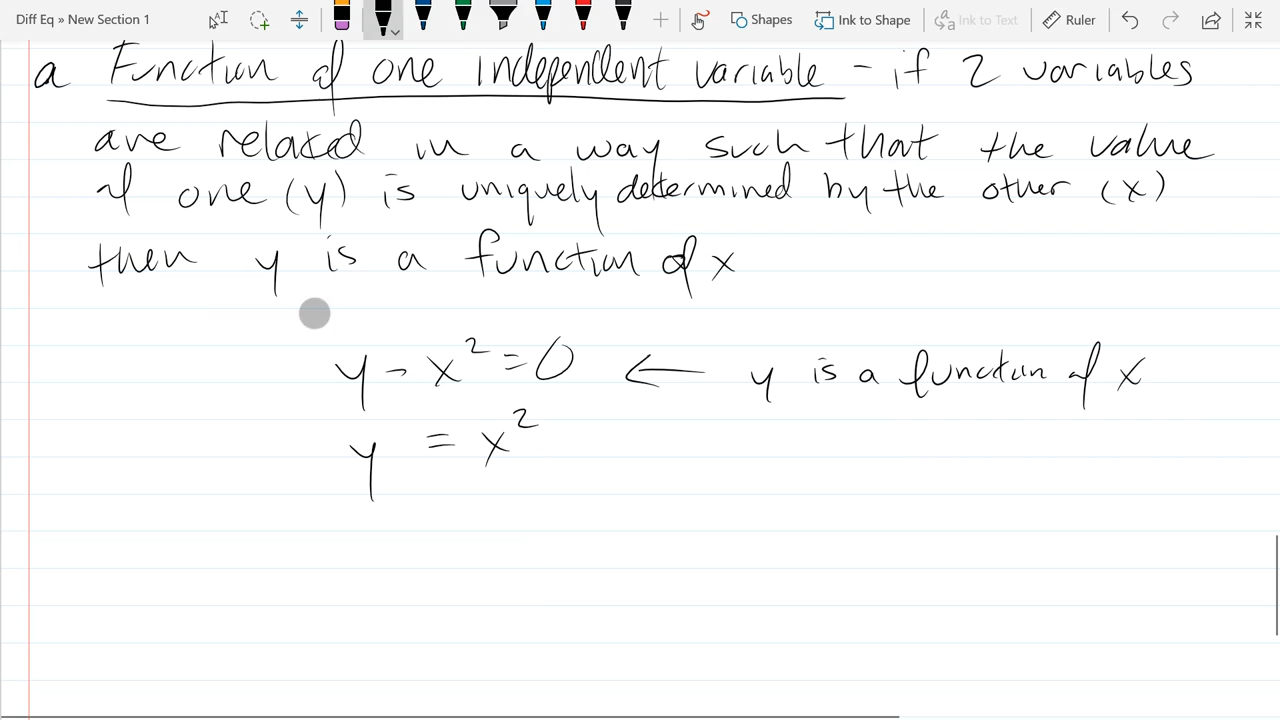 Diff Eq » New Section 1
Shapes
Ink to Shape
Ink to Text
Ruler
a Function of one independent variable - if 2 variables
are related in a way such that the value
of one (y) is uniquely determined by the other (x)
then y is a function of x
y - x² = 0 ← y is a function of x
y = x²